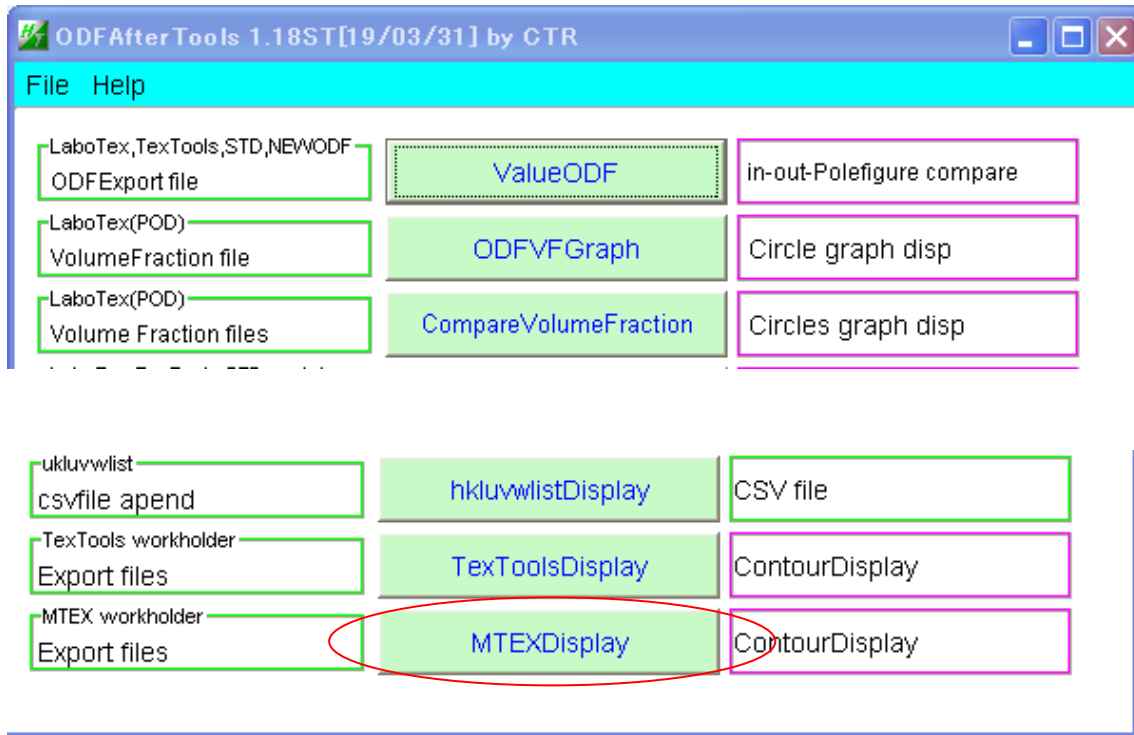 ODFAfterTools 1.18ST[19/03/31] by CTR
File Help
LaboTex,TexTools,STD,NEWODF
ODFExport file
ValueODF
in-out-Polefigure compare
LaboTex(POD)
VolumeFraction file
ODFVFGraph
Circle graph disp
LaboTex(POD)
Volume Fraction files
CompareVolumeFraction
Circles graph disp
ukluvwlist
csvfile apend
hkluvwlistDisplay
CSV file
TexTools workholder
Export files
TexToolsDisplay
ContourDisplay
MTEX workholder
Export files
MTEXDisplay
ContourDisplay